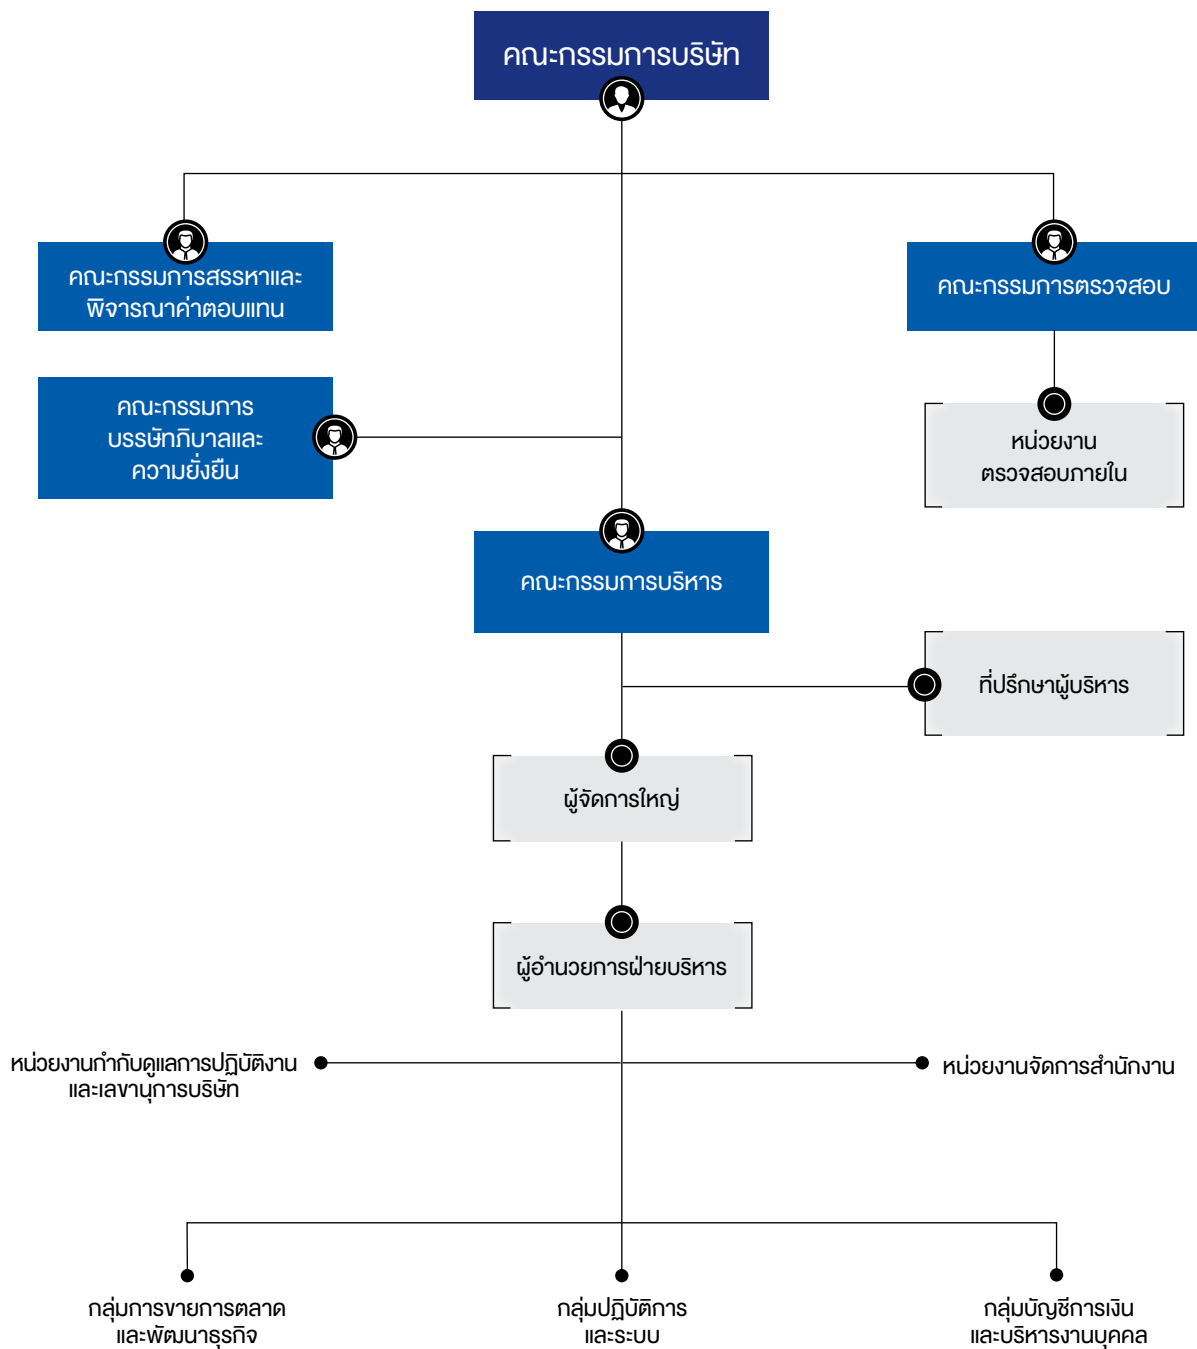 คณะกรรมการบริษัท
คณะกรรมการสรรหาและ
พิจารณาค่าตอบแทน
คณะกรรมการตรวจสอบ
คณะกรรมการ
บรรษัทภิบาลและ
ความยั่งยืน
หน่วยงาน
ตรวจสอบภายใน
คณะกรรมการบริหาร
ที่ปรึกษาผู้บริหาร
ผู้จัดการใหญ่
ผู้อำนวยการฝ่ายบริหาร
หน่วยงานกำกับดูแลการปฏิบัติงาน
และเลขานุการบริษัท
หน่วยงานจัดการสำนักงาน
กลุ่มการขายการตลาด
และพัฒนาธุรกิจ
กลุ่มปฏิบัติการ
และระบบ
กลุ่มบัญชีการเงิน
และบริหารงานบุคคล